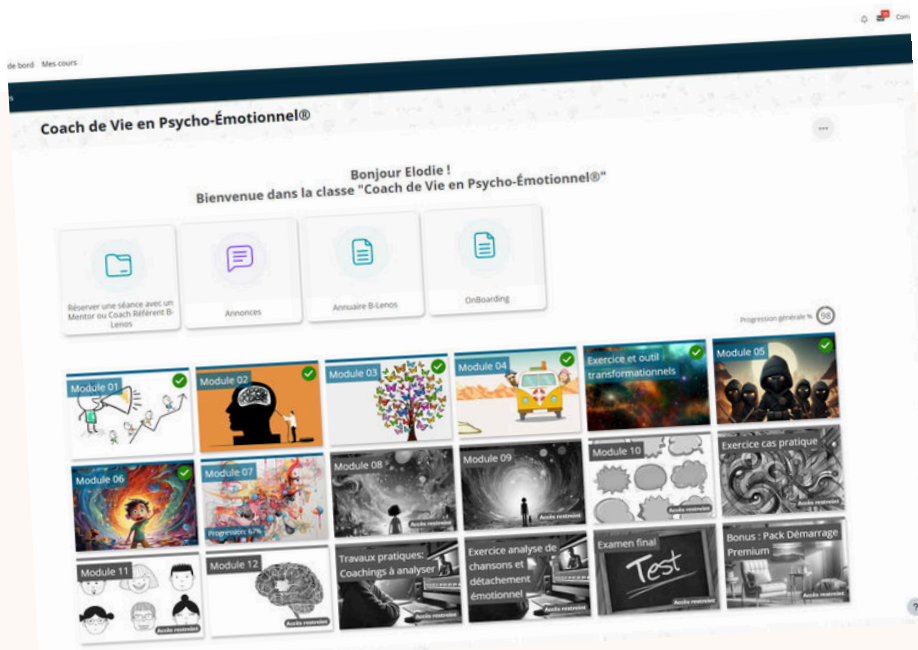 de bord Mes cours
Coach de Vie en Psycho-Émotionnel®
Bonjour Elodie !
Bienvenue dans la classe "Coach de Vie en Psycho-Émotionnel®"
Réserver une séance avec un
Mentor ou Coach Référent B-
Lenos
Annonces
Annuaire B-Lenos
OnBoarding
Progression générale % 98
Module 01
Module 02
Module 03
Module 04
Exercice et outil
transformationnels
Module 05
Module 06
Module 07
Progression: 67%
Module 08
Accès restreint
Module 09
Accès restreint
Module 10
Accès restreint
Exercice cas pratique
Accès restreint
Module 11
Accès restreint
Module 12
Accès restreint
Travaux pratiques:
Coachings à analyser
Accès restreint
Exercice analyse de
chansons et
détachement
émotionnel
Accès restreint
Examen final
Test
Accès restreint
Bonus : Pack Démarrage
Premium
Accès restreint
?